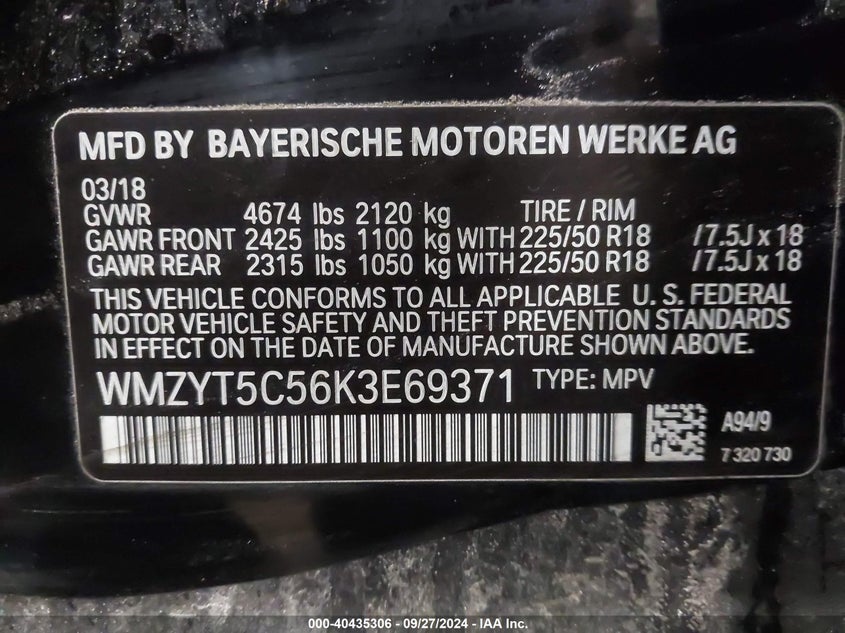 MFD BY BAYERISCHE MOTOREN WERKE AG
03/18
GVWR 4674 lbs 2120 kg TIRE / RIM
GAWR FRONT 2425 lbs 1100 kg WITH 225/50 R18 /7.5J x 18
GAWR REAR 2315 lbs 1050 kg WITH 225/50 R18 /7.5J x 18
THIS VEHICLE CONFORMS TO ALL APPLICABLE U. S. FEDERAL
MOTOR VEHICLE SAFETY AND THEFT PREVENTION STANDARDS
IN EFFECT ON THE DATE OF MANUFACTURE SHOWN ABOVE.
WMZYT5C56K3E69371 TYPE: MPV
A94/9
7 320 730
000-40435306 - 09/27/2024 - IAA Inc.